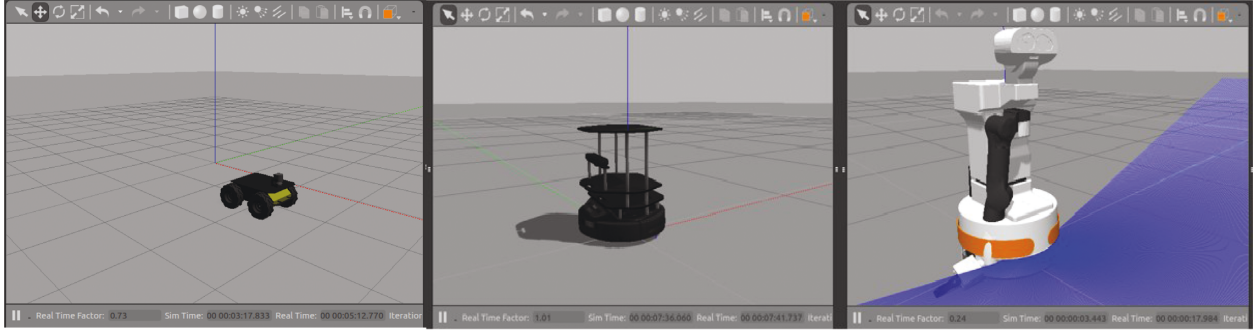 Real Time Factor: 0.73 Sim Time: 00 00:03:17.833 Real Time: 00 00:05:12.770 Iteration
Real Time Factor: 1.01 Sim Time: 00 00:07:36.060 Real Time: 00 00:07:41.737 Iterati
Real Time Factor: 0.24 Sim Time: 00 00:00:03.443 Real Time: 00 00:00:17.984 Iterati